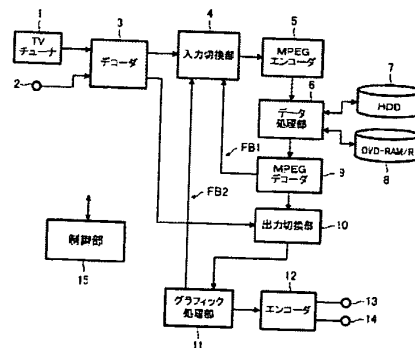 1
TV
チューナ
2
3
デコーダ
4
入力切換部
5
MPEG
エンコーダ
6
データ
処理部
7
HDD
DVD-RAM/R
8
FB1
FB2
MPEG
デコーダ
9
出力切換部
10
制御部
15
グラフィック
処理部
11
12
エンコーダ
13
14